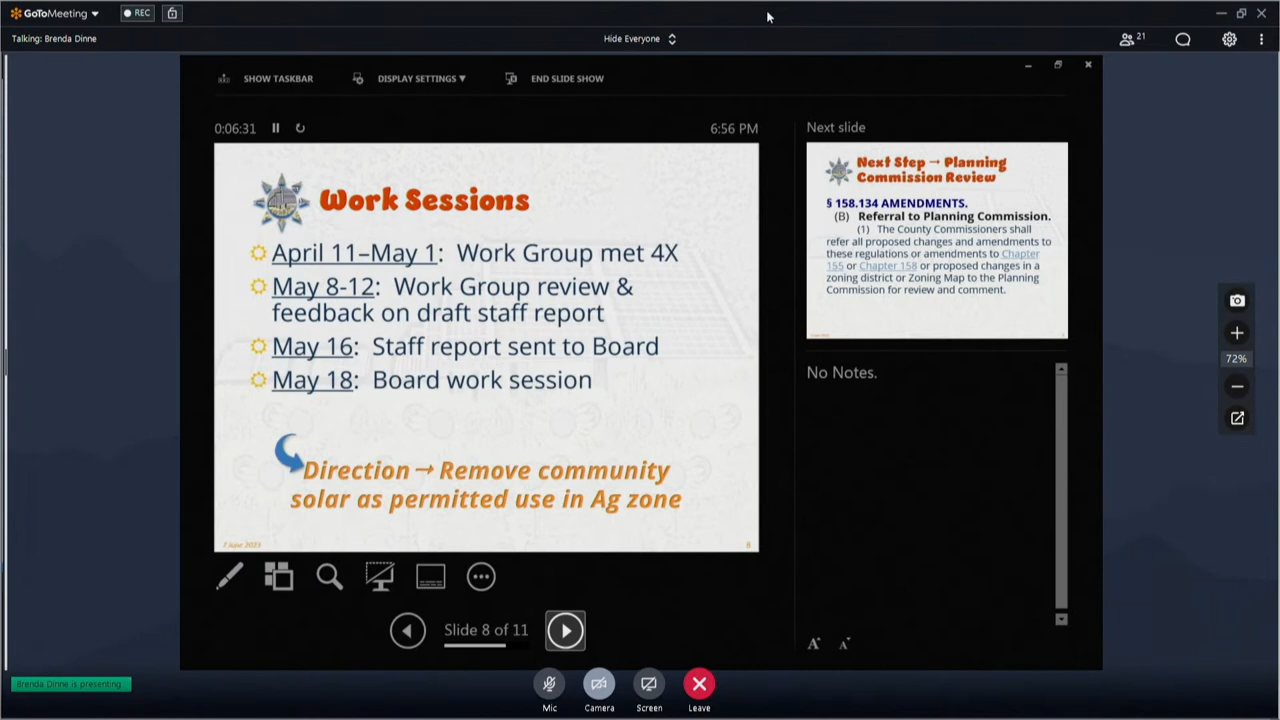 GoToMeeting
REC
Talking: Brenda Dinne
Hide Everyone
21
SHOW TASKBAR
DISPLAY SETTINGS
END SLIDE SHOW
0:06:31
6:56 PM
Work Sessions
April 11–May 1: Work Group met 4X
May 8-12: Work Group review &
feedback on draft staff report
May 16: Staff report sent to Board
May 18: Board work session
Direction → Remove community
solar as permitted use in Ag zone
7 June 2023
8
Next slide
Next Step → Planning
Commission Review
§ 158.134 AMENDMENTS.
(B) Referral to Planning Commission.
(1) The County Commissioners shall
refer all proposed changes and amendments to
these regulations or amendments to Chapter
155 or Chapter 158 or proposed changes in a
zoning district or Zoning Map to the Planning
Commission for review and comment.
No Notes.
72%
Slide 8 of 11
A A
Brenda Dinne is presenting
Mic
Camera
Screen
Leave